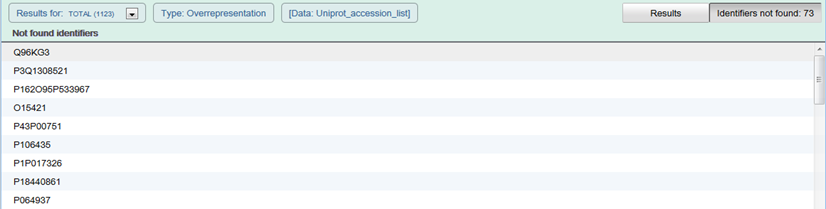 Results for: TOTAL (1123) Type: Overrepresentation [Data: Uniprot_accession_list] Results Identifiers not found: 73
Not found identifiers
Q96KG3
P3Q1308521
P162O95P533967
O15421
P43P00751
P106435
P1P017326
P18440861
P064937